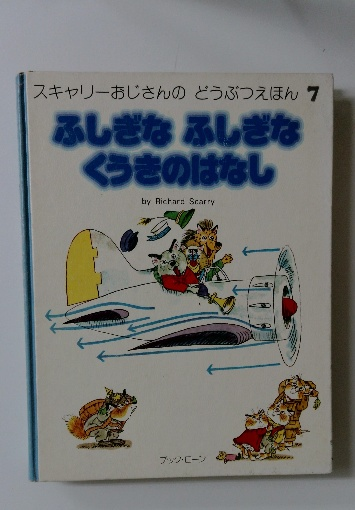 スキャリーおじさんの どうぶつえほん 7
ふしぎな ふしぎな
くうきのはなし
by Richard Scarry
ブック・ローン